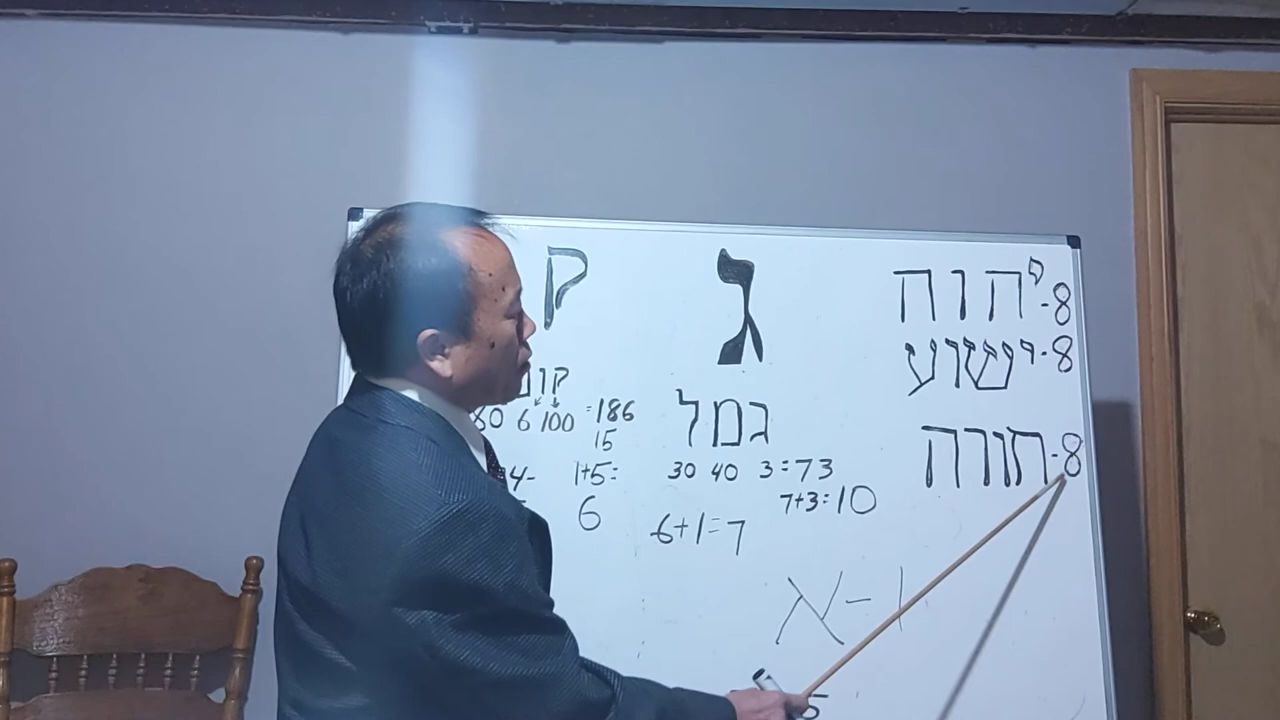 ק
ג
יהוה-8
ישוע-8
80 6 100 =186
15
1+5=
6
גמל
30 40 3=73
7+3=10
6+1=7
תורה-8
א-1
5